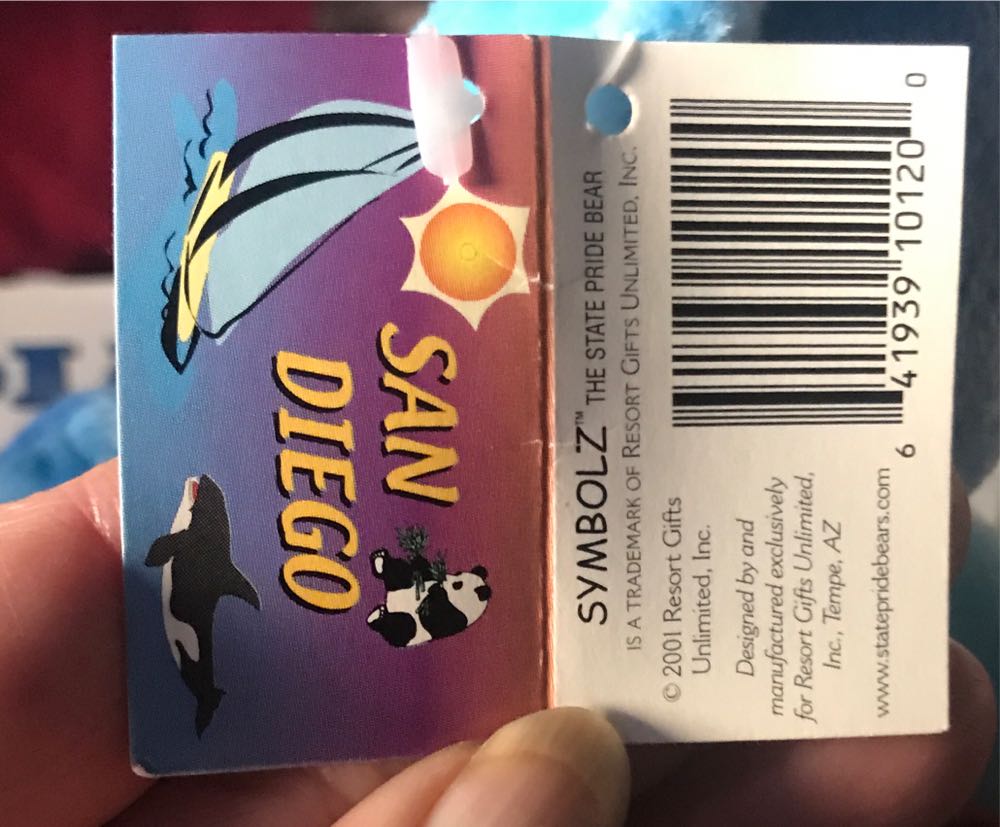 SAN
DIEGO
SYMBOLZ™ THE STATE PRIDE BEAR
IS A TRADEMARK OF RESORT GIFTS UNLIMITED, INC.
© 2001 Resort Gifts
Unlimited, Inc.
Designed by and
manufactured exclusively
for Resort Gifts Unlimited,
Inc., Tempe, AZ
www.statepridebears.com
6 41939 10120 0